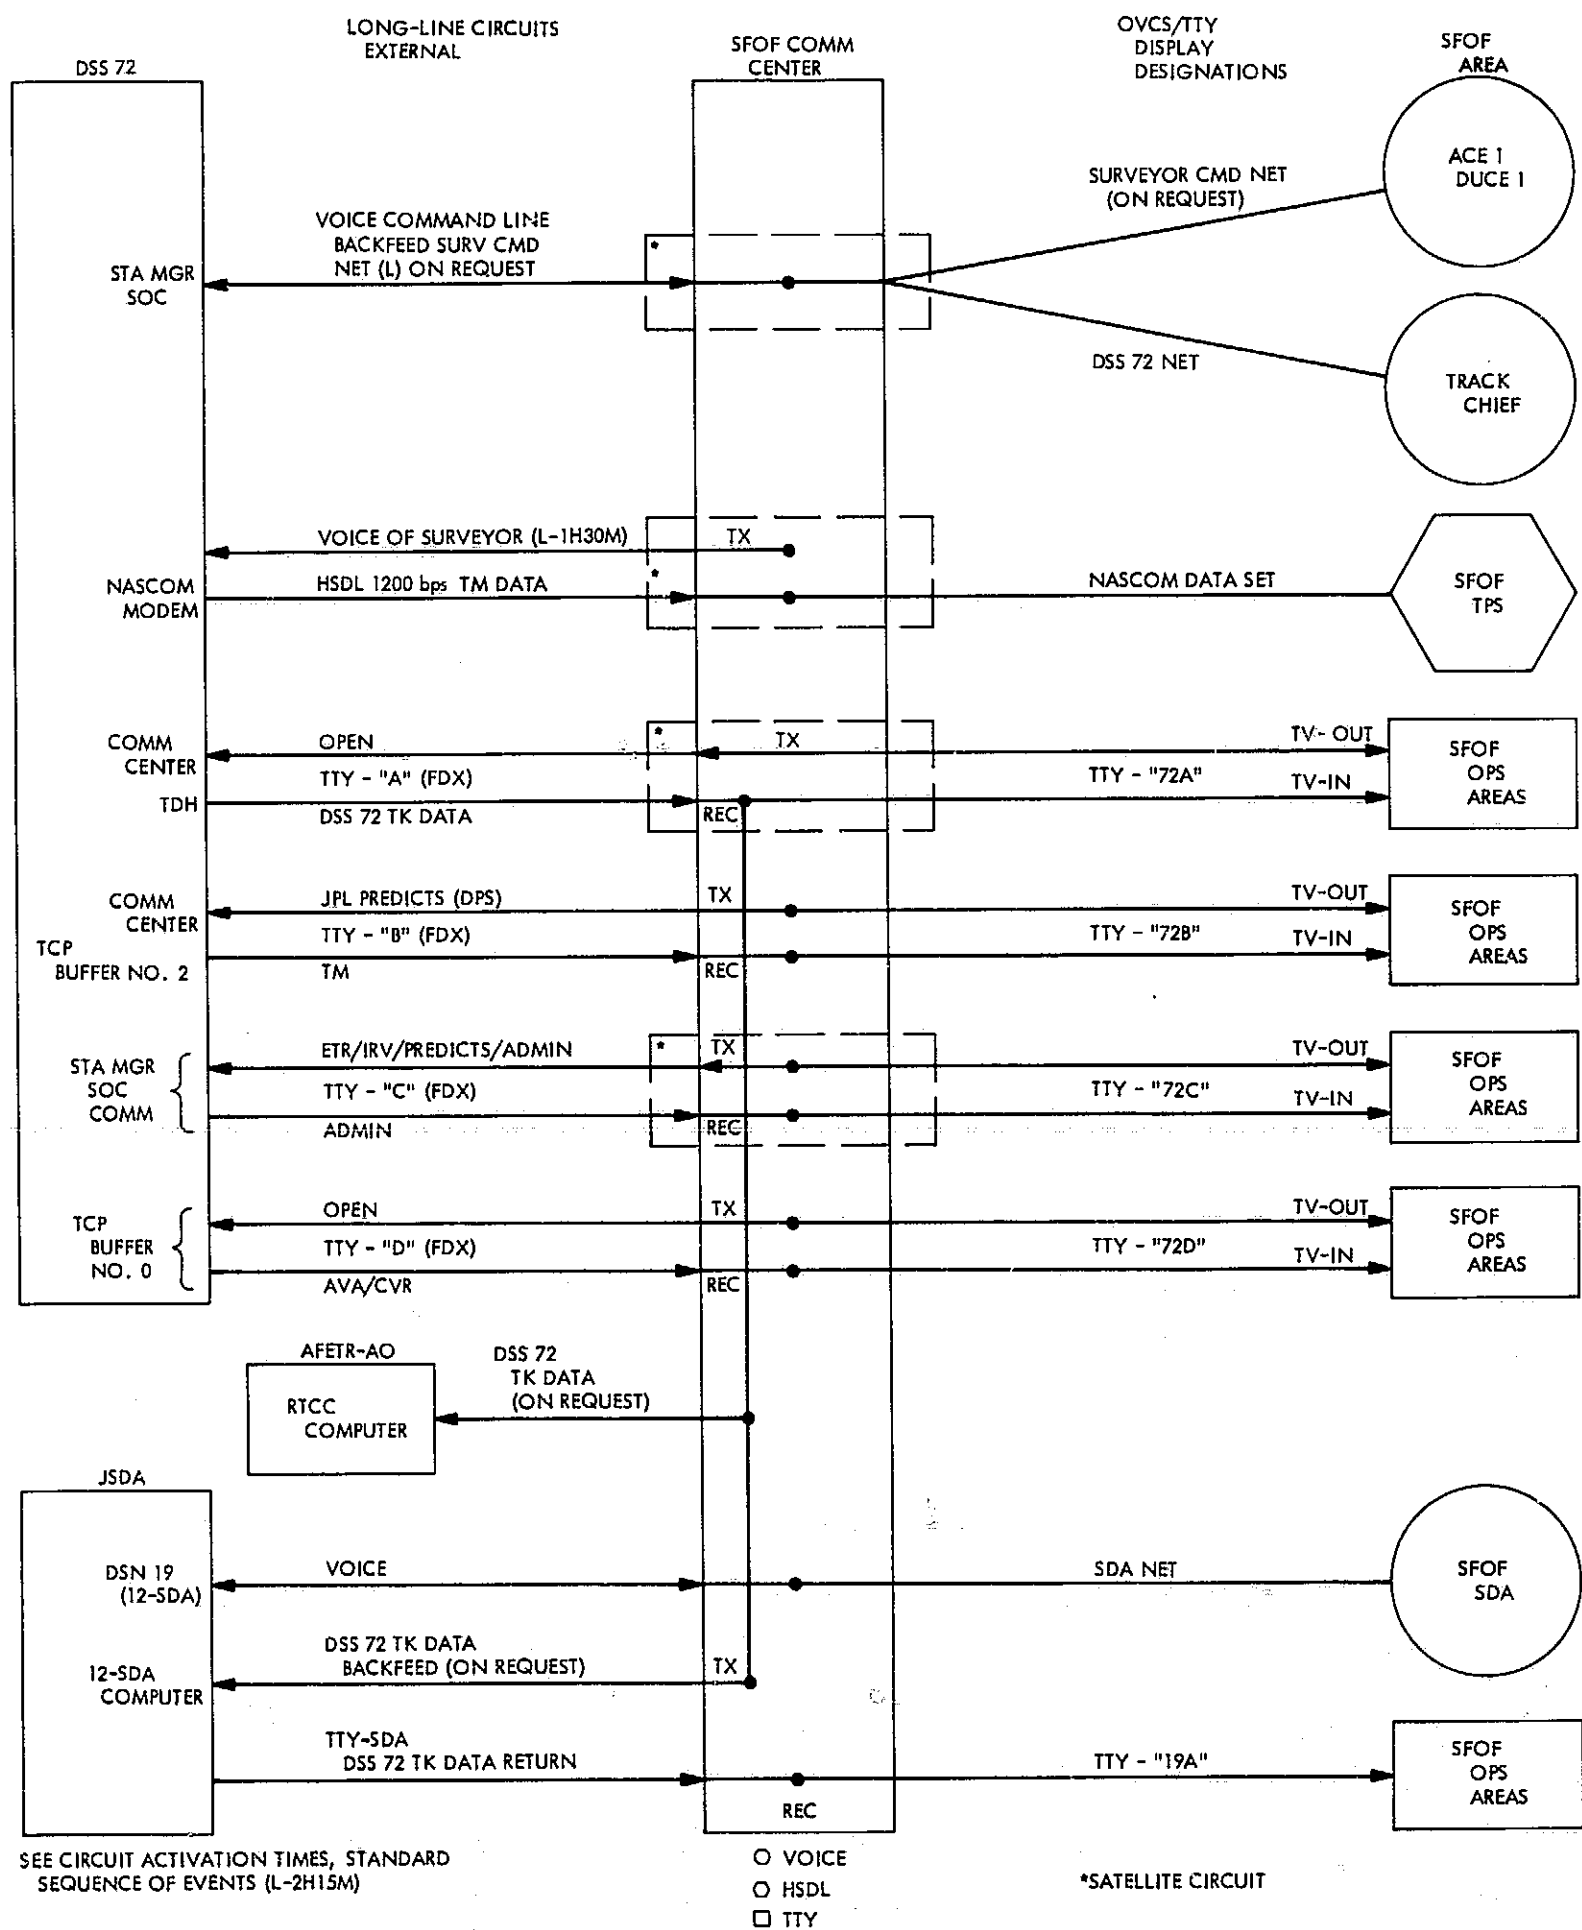 LONG-LINE CIRCUITS
EXTERNAL
OVCS/TTY
DISPLAY
DESIGNATIONS
SFOF COMM
CENTER
SFOF
AREA
DSS 72
ACE 1
DUCE 1
SURVEYOR CMD NET
(ON REQUEST)
VOICE COMMAND LINE
BACKFEED SURV CMD
NET (L) ON REQUEST
*
STA MGR
SOC
DSS 72 NET
TRACK
CHIEF
VOICE OF SURVEYOR (L-1H30M)
TX
NASCOM
MODEM
HSDL 1200 bps TM DATA
*
NASCOM DATA SET
SFOF
TPS
COMM
CENTER
OPEN
*
TX
TV- OUT
TTY - "A" (FDX)
TTY - "72A"
TV-IN
SFOF
OPS
AREAS
TDH
DSS 72 TK DATA
REC
COMM
CENTER
JPL PREDICTS (DPS)
TX
TV-OUT
TTY - "B" (FDX)
TTY - "72B"
TV-IN
SFOF
OPS
AREAS
TCP
BUFFER NO. 2
TM
REC
STA MGR
SOC
COMM
ETR/IRV/PREDICTS/ADMIN
*
TX
TV-OUT
TTY - "C" (FDX)
TTY - "72C"
TV-IN
SFOF
OPS
AREAS
ADMIN
REC
TCP
BUFFER
NO. 0
OPEN
TX
TV-OUT
TTY - "D" (FDX)
TTY - "72D"
TV-IN
SFOF
OPS
AREAS
AVA/CVR
REC
AFETR-AO
RTCC
COMPUTER
DSS 72
TK DATA
(ON REQUEST)
JSDA
DSN 19
(12-SDA)
VOICE
SDA NET
SFOF
SDA
12-SDA
COMPUTER
DSS 72 TK DATA
BACKFEED (ON REQUEST)
TX
TTY-SDA
DSS 72 TK DATA RETURN
REC
TTY - "19A"
SFOF
OPS
AREAS
SEE CIRCUIT ACTIVATION TIMES, STANDARD
SEQUENCE OF EVENTS (L-2H15M)
VOICE
HSDL
TTY
*SATELLITE CIRCUIT